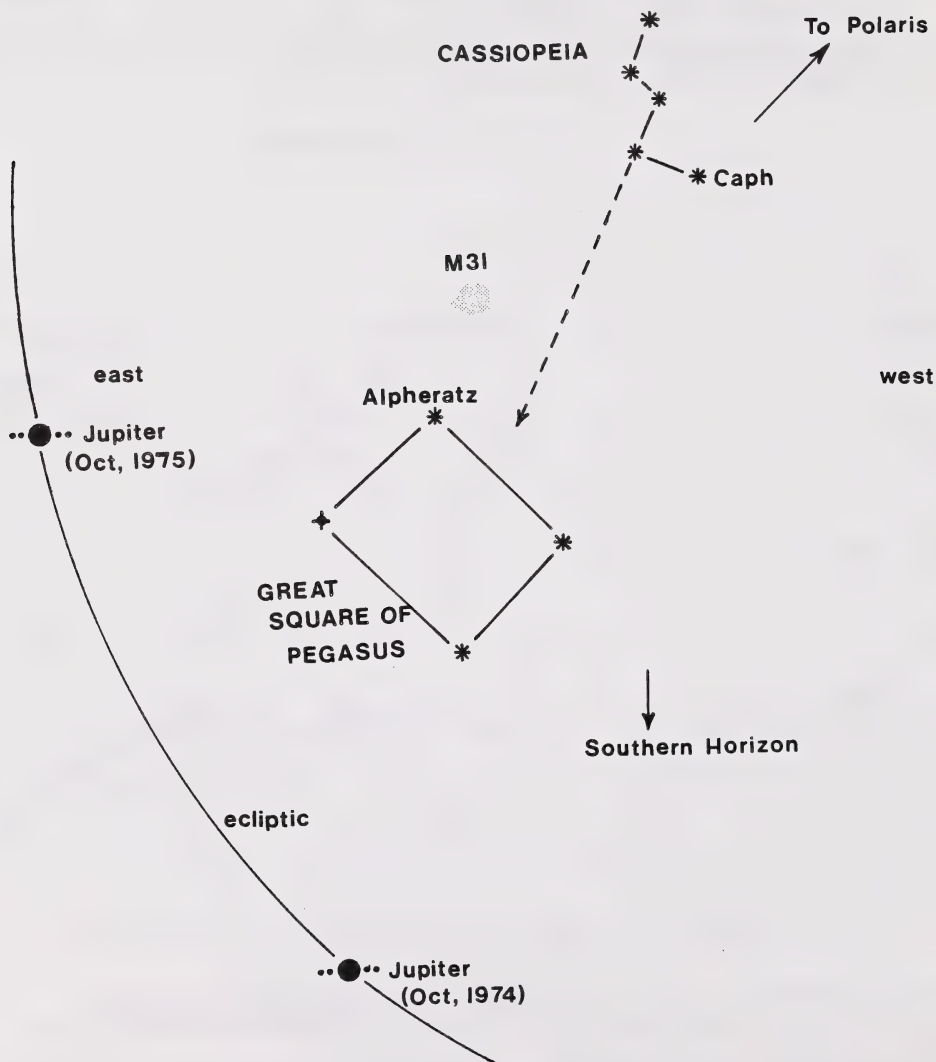 To Polaris
CASSIOPEIA
Caph
M31
east
west
Alpheratz
Jupiter
(Oct, 1975)
GREAT
SQUARE OF
PEGASUS
Southern Horizon
ecliptic
Jupiter
(Oct, 1974)